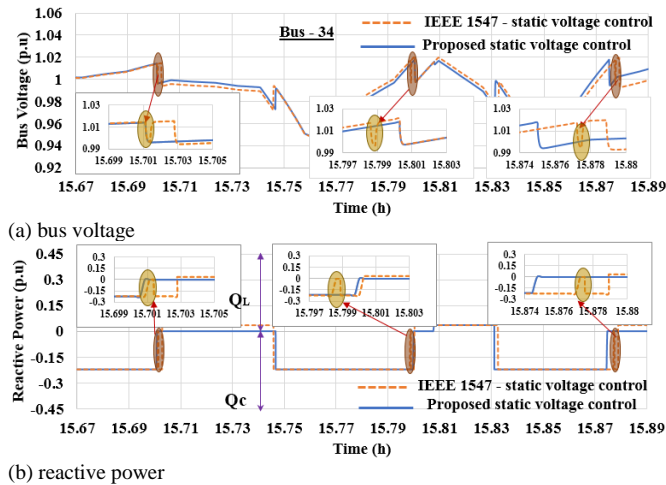 Bus - 34
IEEE 1547 - static voltage control
Proposed static voltage control
Bus Voltage (p.u)
1.06
1.04
1.02
1
0.98
0.96
0.94
0.92
1.03
1.01
0.99
15.699 15.701 15.703 15.705
1.03
1.01
0.99
15.797 15.799 15.801 15.803
1.03
1.01
0.99
15.874 15.876 15.878 15.88
15.67 15.69 15.71 15.73 15.75 15.77 15.79 15.81 15.83 15.85 15.87 15.89
Time (h)
(a) bus voltage
Reactive Power (p.u)
0.45
0.3
0.15
0
-0.15
-0.3
-0.45
0.15
0
-0.15
-0.3
15.699 15.701 15.703 15.705
0.15
0
-0.15
-0.3
15.797 15.799 15.801 15.803
0.15
0
-0.15
-0.3
15.874 15.876 15.878 15.88
QL
Qc
IEEE 1547 - static voltage control
Proposed static voltage control
15.67 15.69 15.71 15.73 15.75 15.77 15.79 15.81 15.83 15.85 15.87 15.89
Time (h)
(b) reactive power